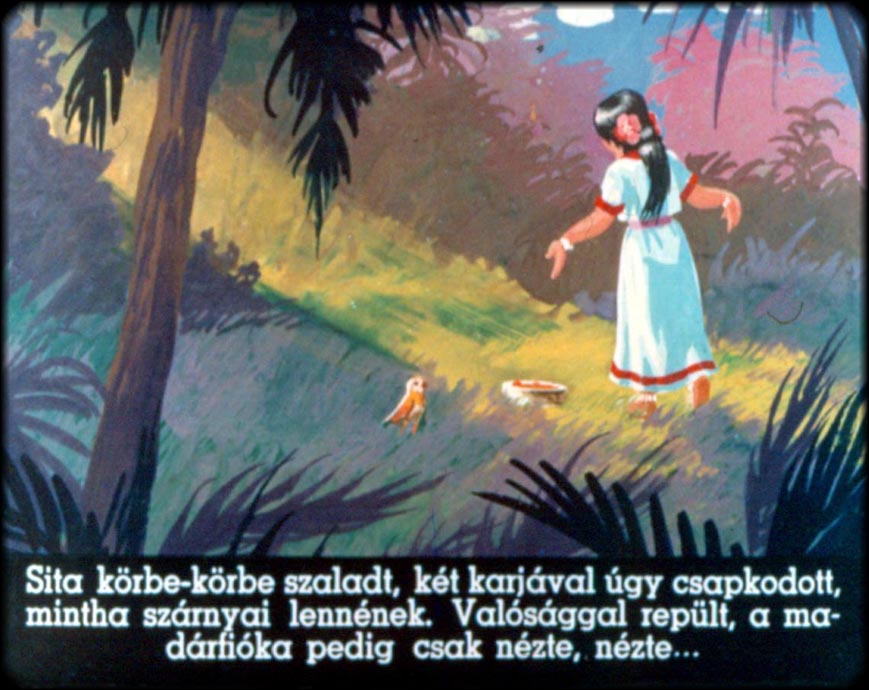 Sita körbe-körbe szaladt, két karjával úgy csapkodott,
mintha szárnyai lennének. Valósággal repült, a ma-
dárfióka pedig csak nézte, nézte...